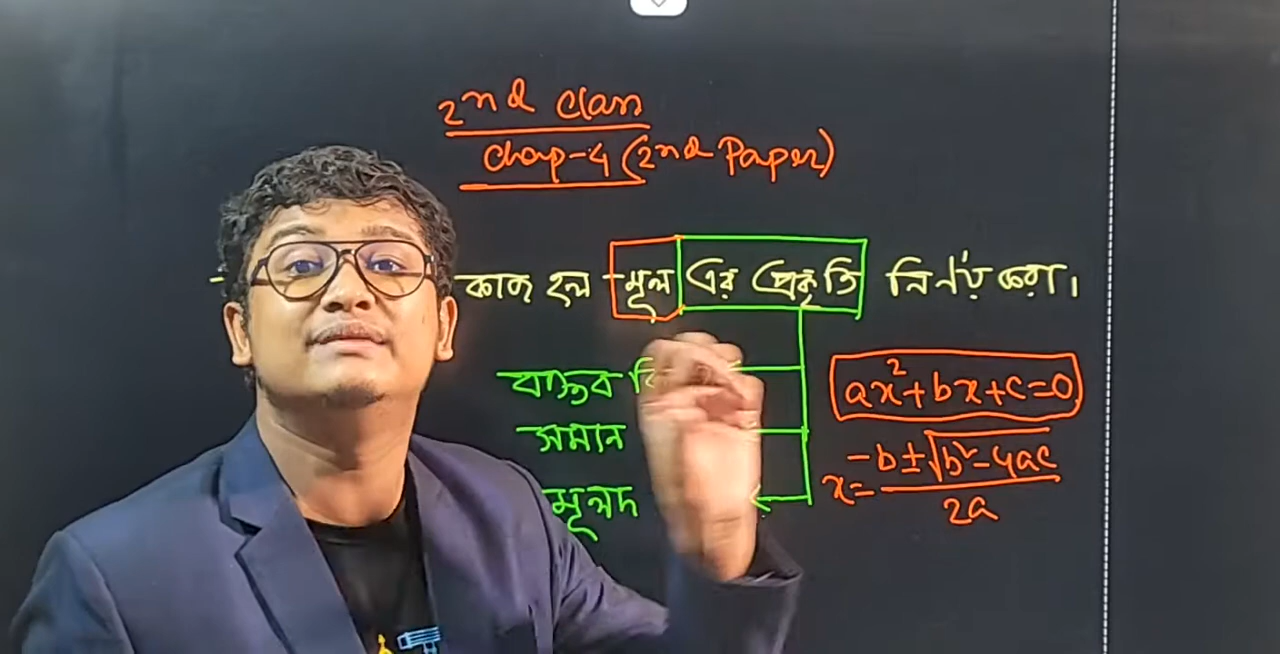 2nd Class
Chap-4 (2nd Paper)
কাজ হল মূল এর প্রকৃতি নির্ণয় করা।
বাস্তব
সমান
ax²+bx+c=0
x= -b±√b²-4ac / 2a